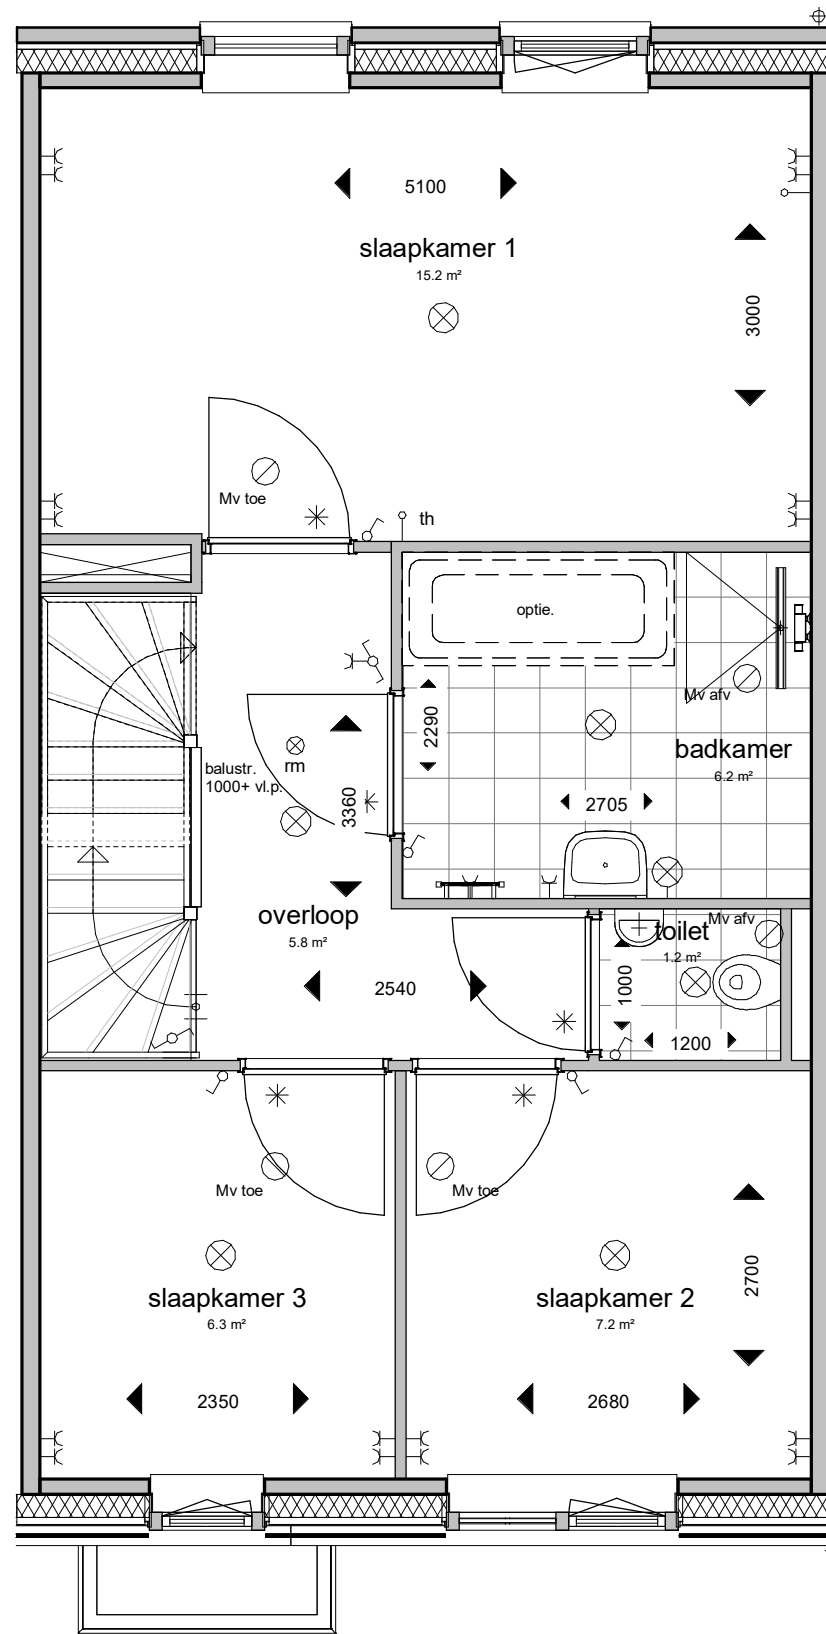 5100
slaapkamer 1
15.2 m²
3000
Mv toe
th
optie.
Mv afv
2290
badkamer
6.2 m²
rm
balustr.
1000+ vl.p.
3360
2705
overloop
5.8 m²
Mv afv
toilet
1.2 m²
2540
1000
1200
Mv toe
Mv toe
2700
slaapkamer 3
6.3 m²
slaapkamer 2
7.2 m²
2350
2680